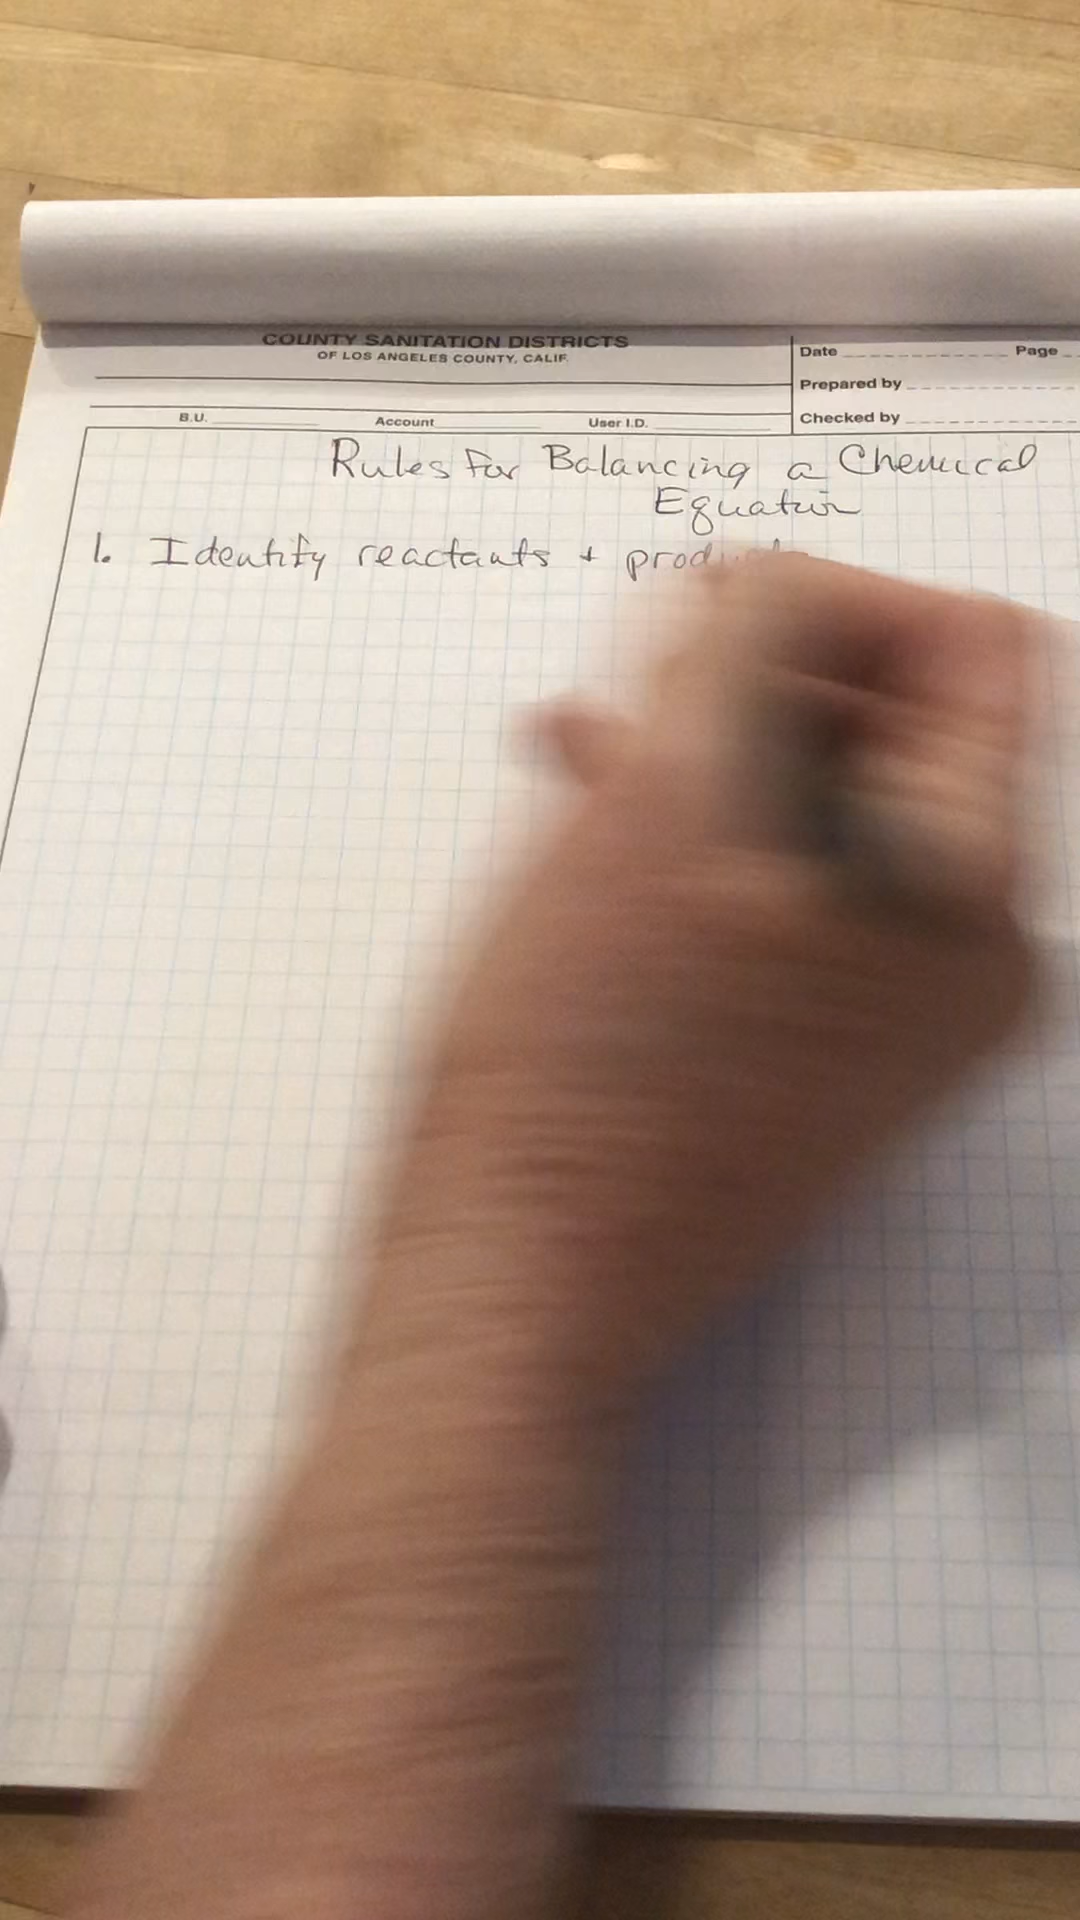 COUNTY SANITATION DISTRICTS
OF LOS ANGELES COUNTY, CALIF.
Date Page
Prepared by
Checked by
B.U. Account User I.D.
Rules For Balancing a Chemical
Equation
1. Identify reactants +